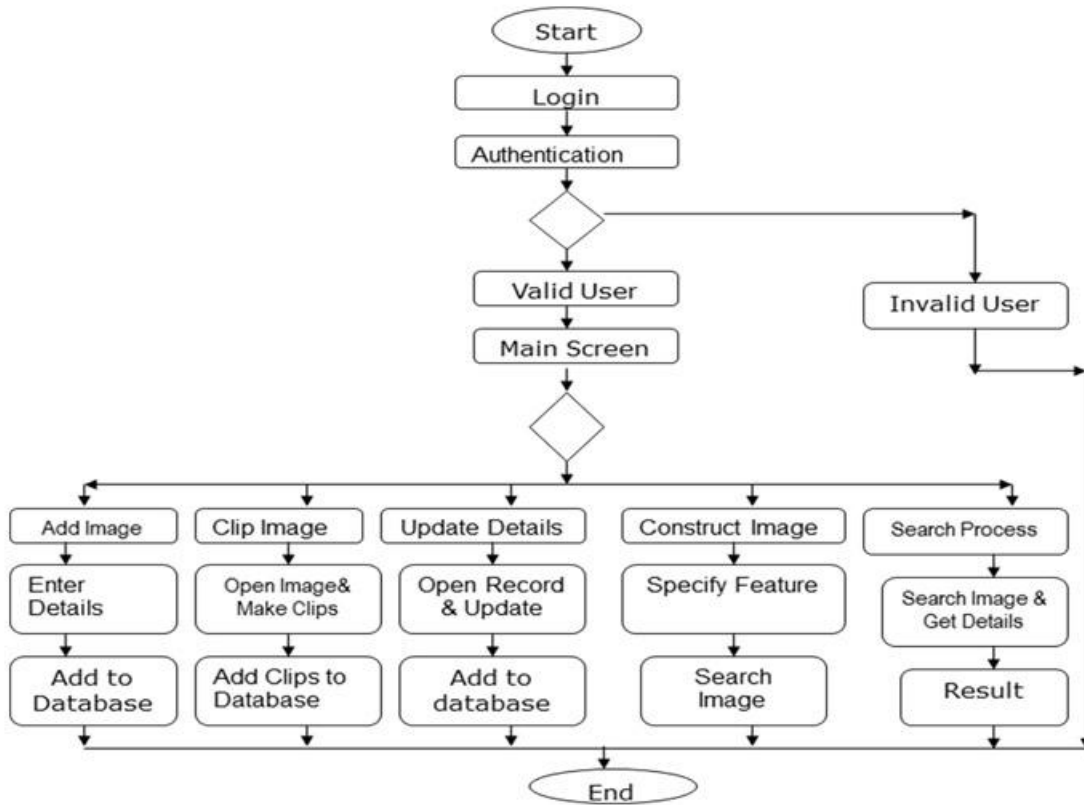 Start
Login
Authentication
Valid User
Invalid User
Main Screen
Add Image
Clip Image
Update Details
Construct Image
Search Process
Enter
Details
Open Image&
Make Clips
Open Record
& Update
Specify Feature
Search Image &
Get Details
Add to
Database
Add Clips to
Database
Add to
database
Search
Image
Result
End